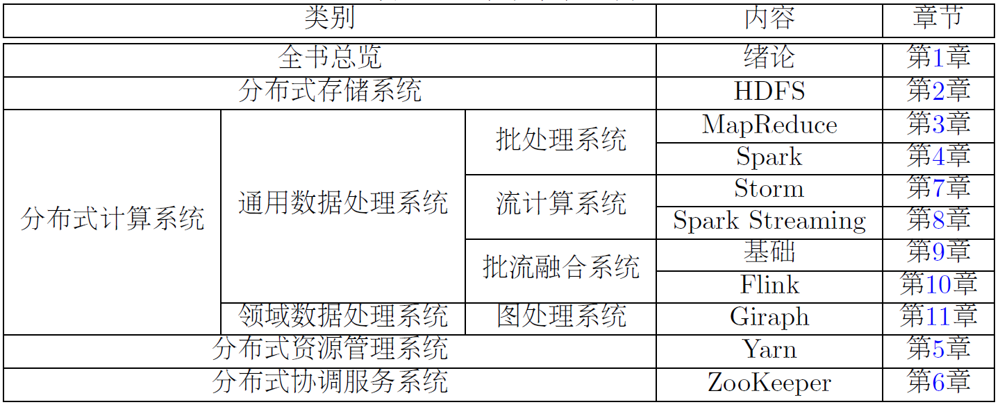 类别 内容 章节
全书总览 绪论 第1章
分布式存储系统 HDFS 第2章
分布式计算系统 通用数据处理系统 批处理系统 MapReduce 第3章
Spark 第4章
流计算系统 Storm 第7章
Spark Streaming 第8章
批流融合系统 基础 第9章
Flink 第10章
领域数据处理系统 图处理系统 Giraph 第11章
分布式资源管理系统 Yarn 第5章
分布式协调服务系统 ZooKeeper 第6章